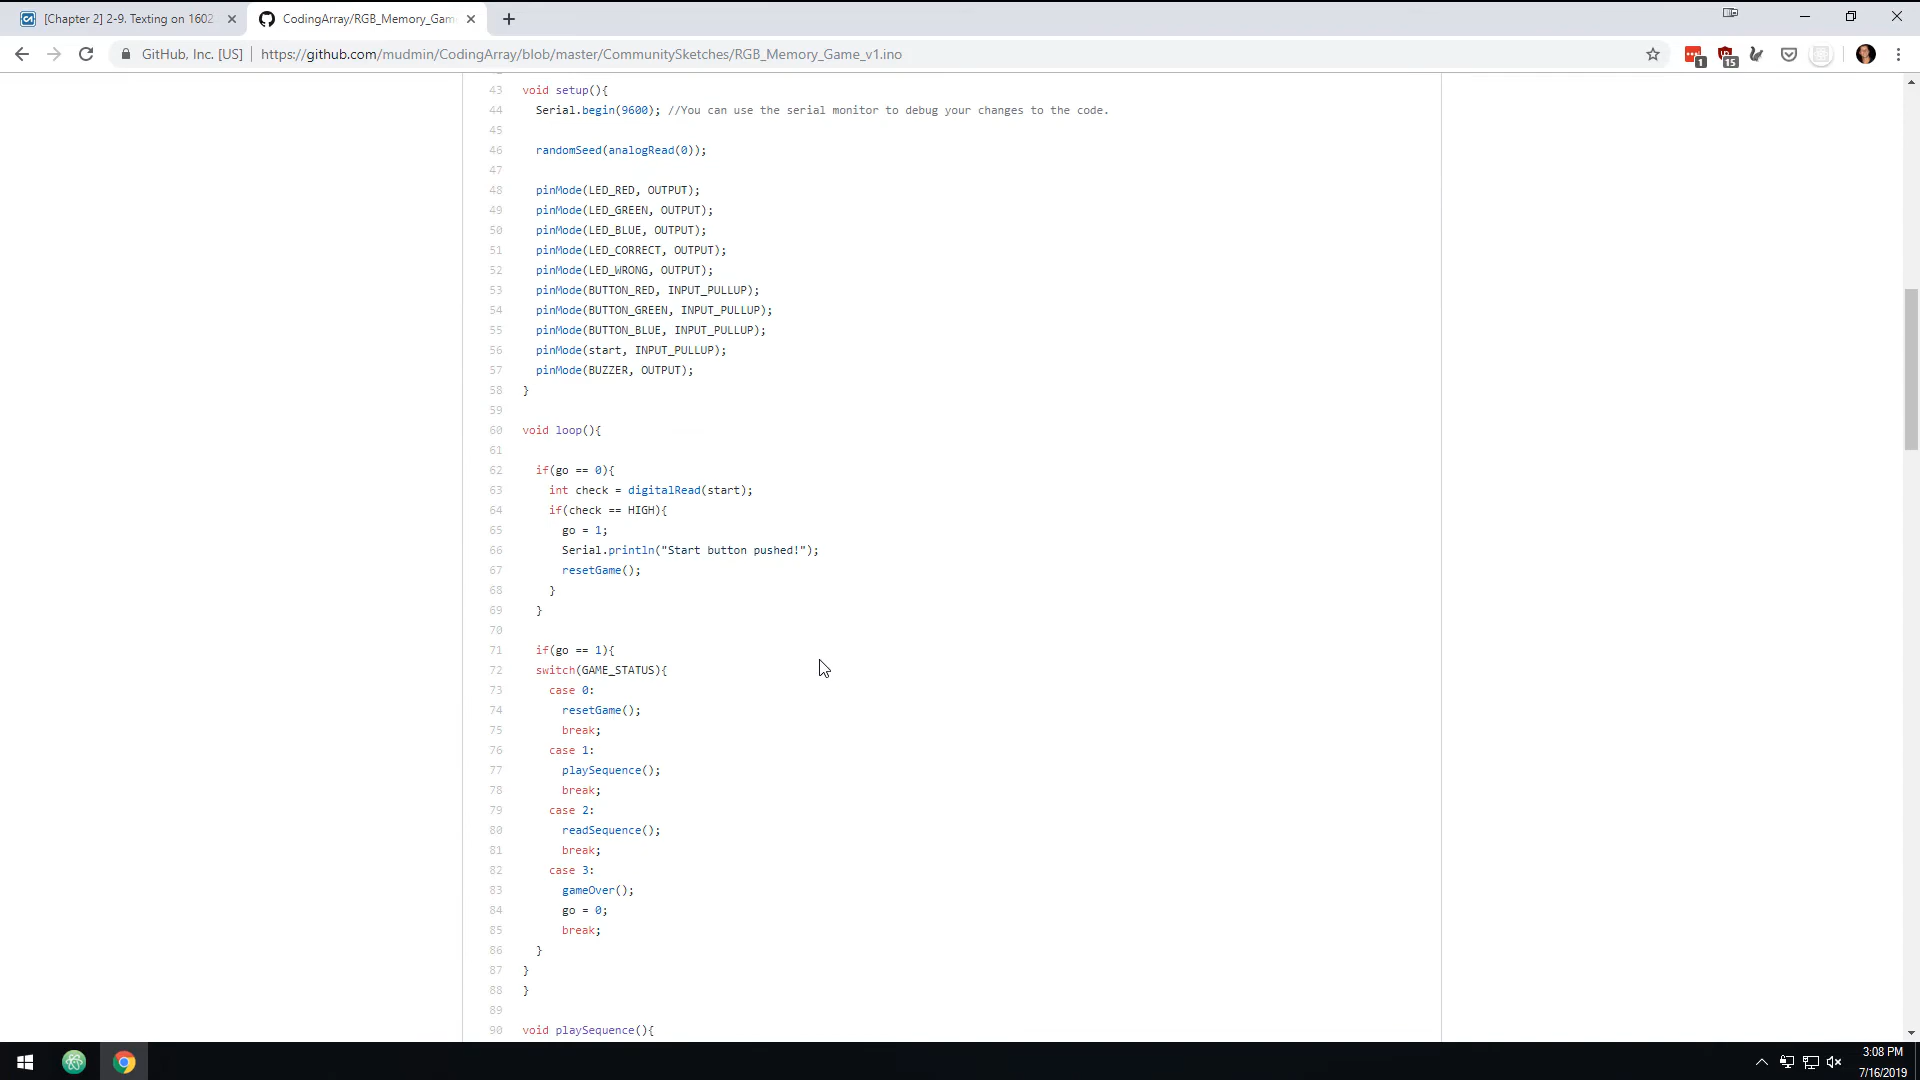 [Chapter 2] 2-9. Texting on 1602
CodingArray/RGB_Memory_Gam
GitHub, Inc. [US] | https://github.com/mudmin/CodingArray/blob/master/CommunitySketches/RGB_Memory_Game_v1.ino
1
15
43 void setup(){
44 Serial.begin(9600); //You can use the serial monitor to debug your changes to the code.
45
46 randomSeed(analogRead(0));
47
48 pinMode(LED_RED, OUTPUT);
49 pinMode(LED_GREEN, OUTPUT);
50 pinMode(LED_BLUE, OUTPUT);
51 pinMode(LED_CORRECT, OUTPUT);
52 pinMode(LED_WRONG, OUTPUT);
53 pinMode(BUTTON_RED, INPUT_PULLUP);
54 pinMode(BUTTON_GREEN, INPUT_PULLUP);
55 pinMode(BUTTON_BLUE, INPUT_PULLUP);
56 pinMode(start, INPUT_PULLUP);
57 pinMode(BUZZER, OUTPUT);
58 }
59
60 void loop(){
61
62 if(go == 0){
63 int check = digitalRead(start);
64 if(check == HIGH){
65 go = 1;
66 Serial.println("Start button pushed!");
67 resetGame();
68 }
69 }
70
71 if(go == 1){
72 switch(GAME_STATUS){
73 case 0:
74 resetGame();
75 break;
76 case 1:
77 playSequence();
78 break;
79 case 2:
80 readSequence();
81 break;
82 case 3:
83 gameOver();
84 go = 0;
85 break;
86 }
87 }
88 }
89
90 void playSequence(){
3:08 PM
7/16/2019